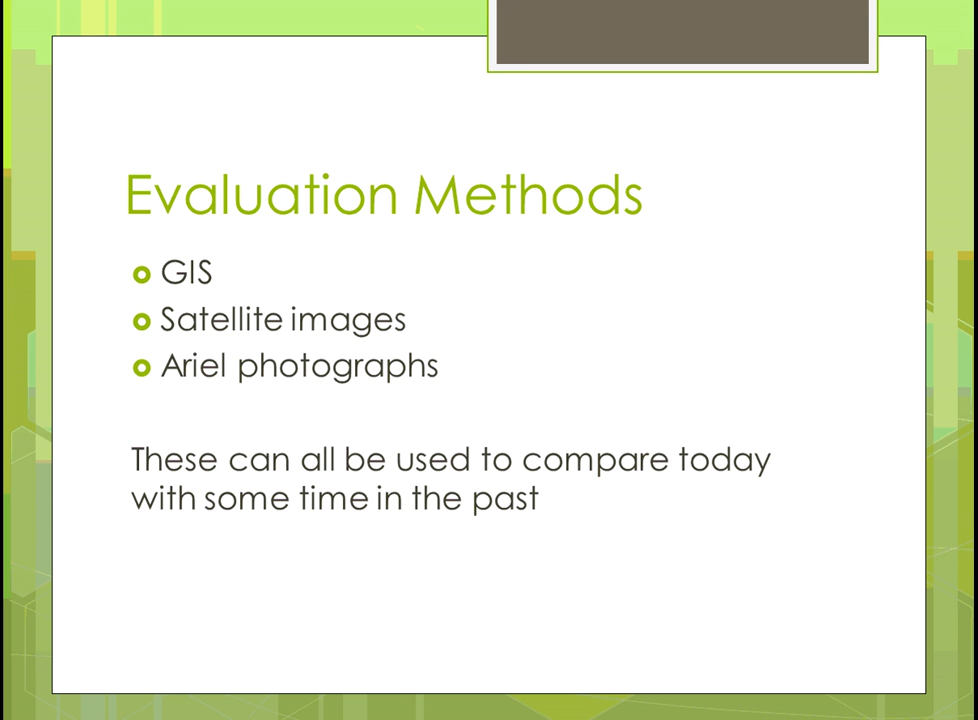 Evaluation Methods
GIS
Satellite images
Ariel photographs
These can all be used to compare today
with some time in the past